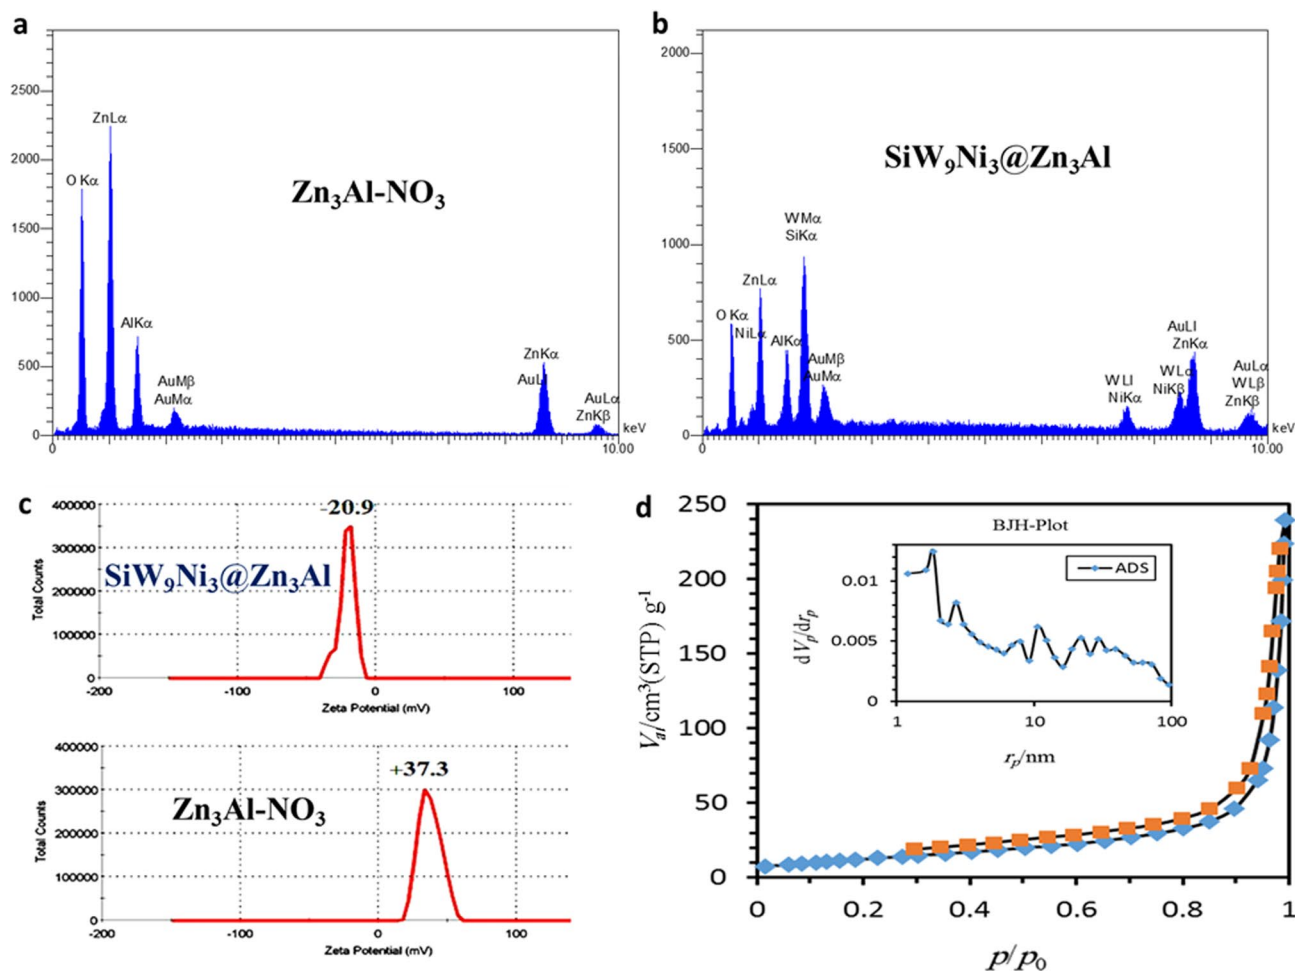 a
2500
2000
1500
1000
500
0
ZnLα
O Kα
AlKα
AuMβ
AuMα
Zn₃Al-NO₃
ZnKα
AuLl
AuLα
ZnKβ
keV
0
10.00
b
2000
1500
1000
500
0
SiW₉Ni₃@Zn₃Al
WMα
SiKα
ZnLα
O Kα
NiLα
AlKα
AuMβ
AuMα
WLl
NiKα
AuLl
ZnKα
WLα
NiKβ
AuLα
WLβ
ZnKβ
keV
0
10.00
c
-20.9
400000
300000
200000
100000
0
Total Counts
SiW₉Ni₃@Zn₃Al
-200
-100
0
100
Zeta Potential (mV)
400000
300000
200000
100000
0
Total Counts
+37.3
Zn₃Al-NO₃
-200
-100
0
100
Zeta Potential (mV)
d
250
200
150
100
50
0
Vₐ/cm³(STP) g⁻¹
BJH-Plot
ADS
0.01
0.005
0
dVₚ/drₚ
1
10
100
rₚ/nm
0
0.2
0.4
0.6
0.8
1
p/p₀